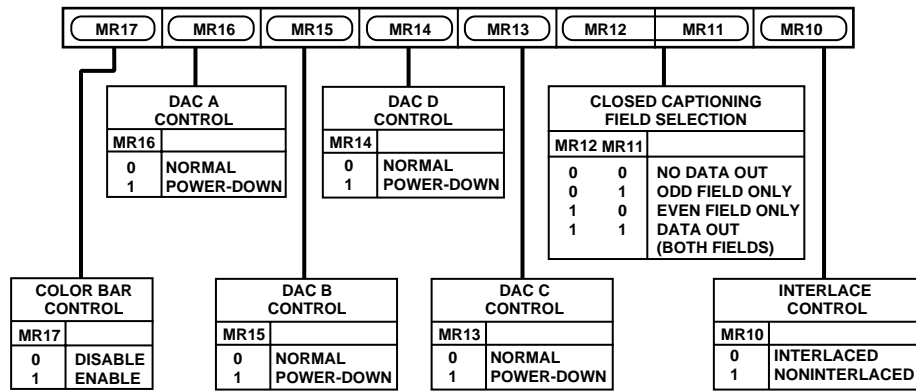 MR17 MR16 MR15 MR14 MR13 MR12 MR11 MR10
DAC A
CONTROL
MR16
0 NORMAL
1 POWER-DOWN
DAC D
CONTROL
MR14
0 NORMAL
1 POWER-DOWN
CLOSED CAPTIONING
FIELD SELECTION
MR12 MR11
0 0 NO DATA OUT
0 1 ODD FIELD ONLY
1 0 EVEN FIELD ONLY
1 1 DATA OUT
(BOTH FIELDS)
COLOR BAR
CONTROL
MR17
0 DISABLE
1 ENABLE
DAC B
CONTROL
MR15
0 NORMAL
1 POWER-DOWN
DAC C
CONTROL
MR13
0 NORMAL
1 POWER-DOWN
INTERLACE
CONTROL
MR10
0 INTERLACED
1 NONINTERLACED